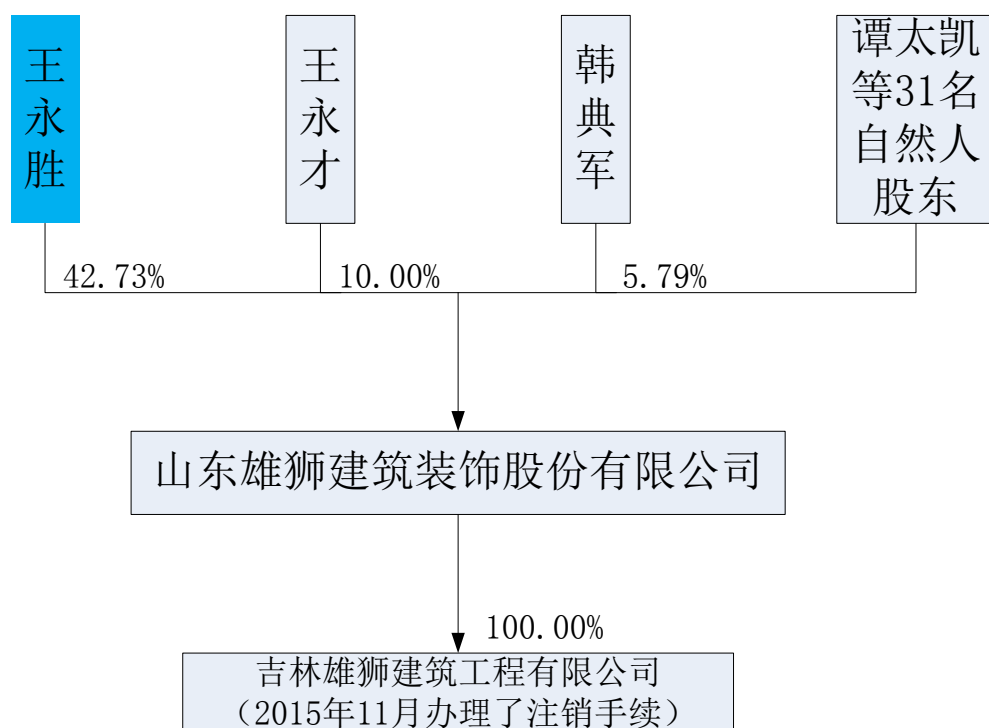 王永胜
王永才
韩典军
谭太凯
等31名
自然人
股东
42.73%
10.00%
5.79%
山东雄狮建筑装饰股份有限公司
100.00%
吉林雄狮建筑工程有限公司
（2015年11月办理了注销手续）